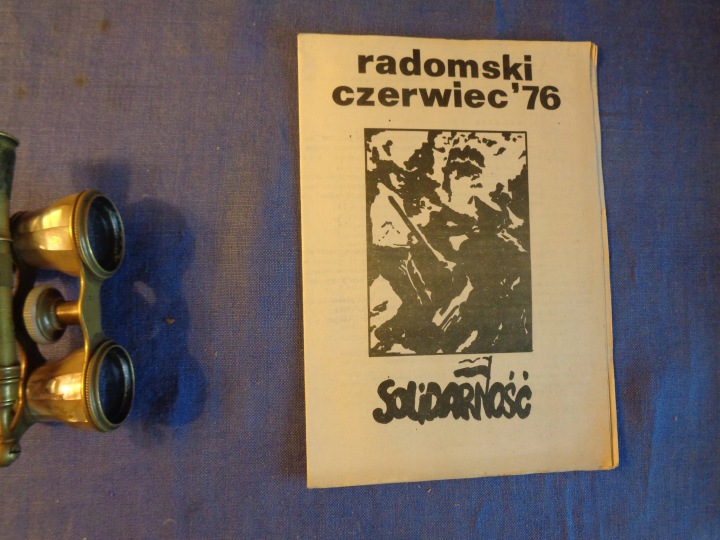 radomski
czerwiec '76
SOLIDARNOŚĆ